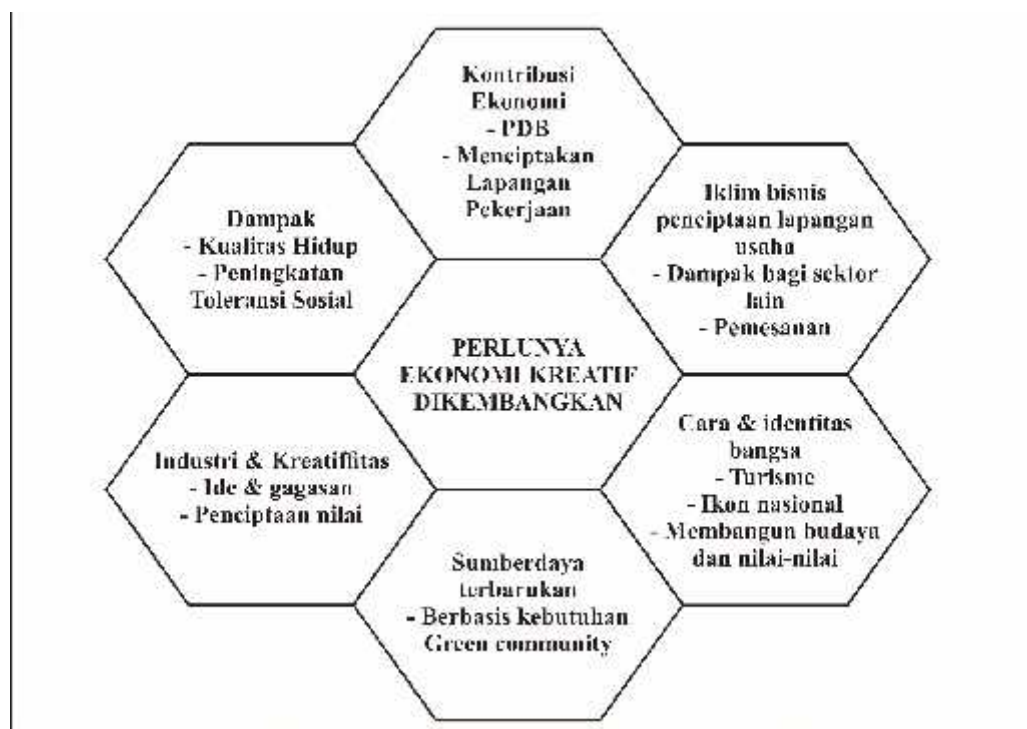 Kontribusi
Ekonomi
- PDB
- Menciptakan
Lapangan
Pekerjaan
Iklim bisnis
penciptaan lapangan
usaha
- Dampak bagi sektor
lain
- Pemesanan
Dampak
- Kualitas Hidup
- Peningkatan
Toleransi Sosial
PERLUNYA
EKONOMI KREATIF
DIKEMBANGKAN
Cara & identitas
bangsa
- Turisme
- Ikon nasional
- Membangun budaya
dan nilai-nilai
Industri & Kreatiflitas
- Ide & gagasan
- Penciptaan nilai
Sumberdaya
terbarukan
- Berbasis kebutuhan
Green community